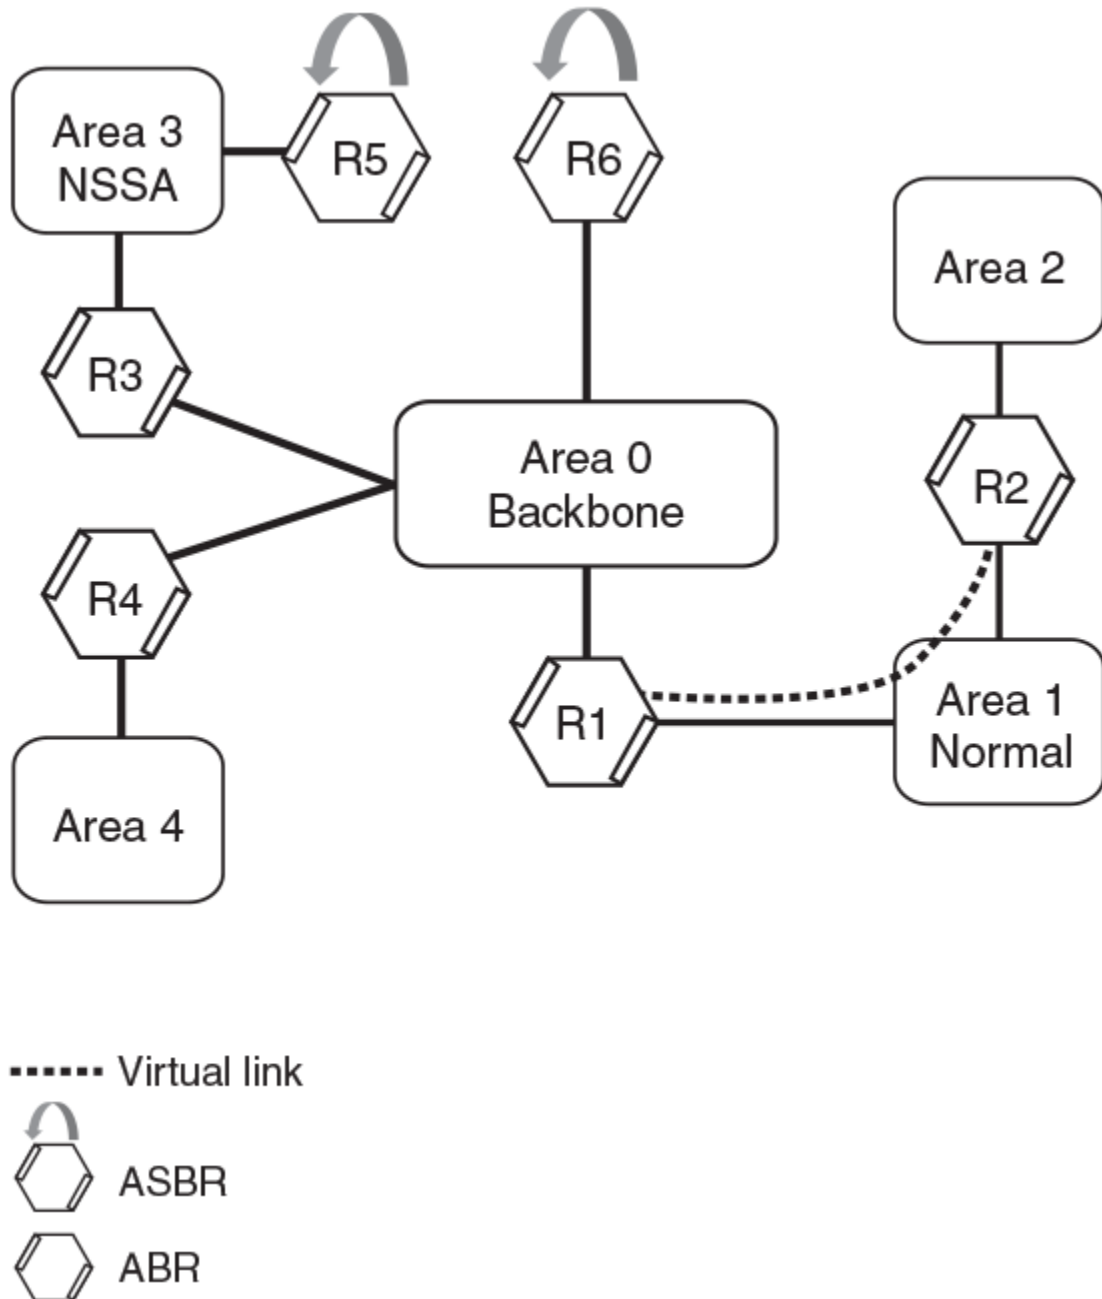 Area 3
NSSA
R5
R6
Area 2
R3
Area 0
Backbone
R2
R4
R1
Area 1
Normal
Area 4
Virtual link
ASBR
ABR